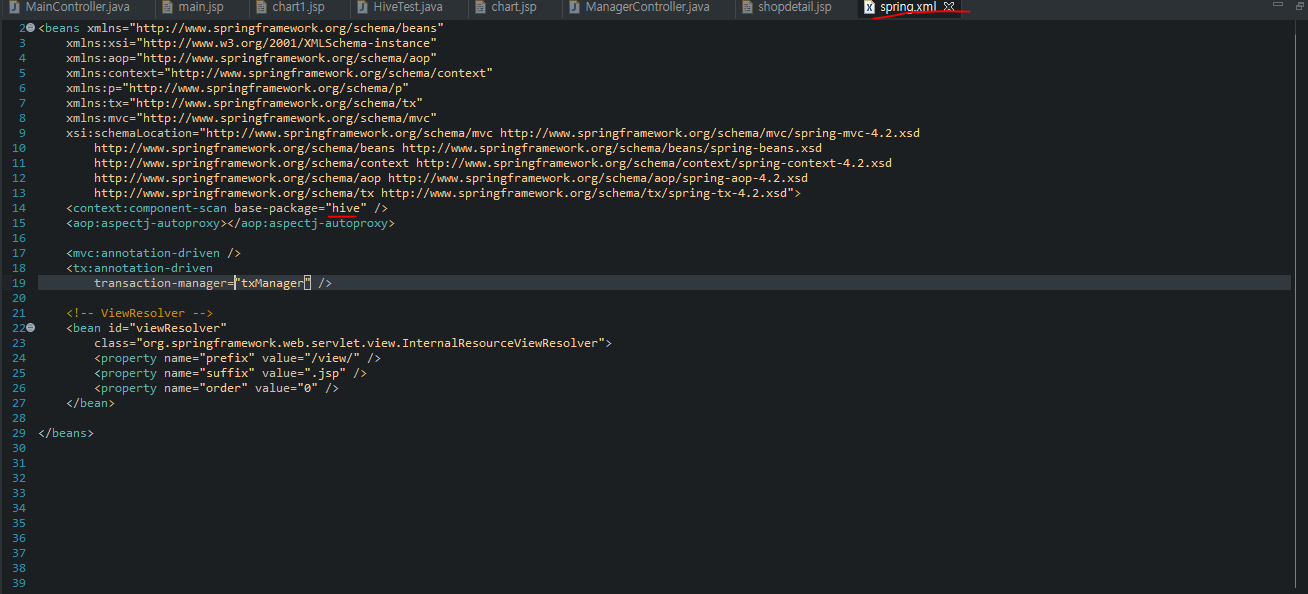 MainController.java main.jsp chart1.jsp HiveTest.java chart.jsp ManagerController.java shopdetail.jsp spring.xml
2 <beans xmlns="http://www.springframework.org/schema/beans"
3 xmlns:xsi="http://www.w3.org/2001/XMLSchema-instance"
4 xmlns:aop="http://www.springframework.org/schema/aop"
5 xmlns:context="http://www.springframework.org/schema/context"
6 xmlns:p="http://www.springframework.org/schema/p"
7 xmlns:tx="http://www.springframework.org/schema/tx"
8 xmlns:mvc="http://www.springframework.org/schema/mvc"
9 xsi:schemaLocation="http://www.springframework.org/schema/mvc http://www.springframework.org/schema/mvc/spring-mvc-4.2.xsd
10 http://www.springframework.org/schema/beans http://www.springframework.org/schema/beans/spring-beans.xsd
11 http://www.springframework.org/schema/context http://www.springframework.org/schema/context/spring-context-4.2.xsd
12 http://www.springframework.org/schema/aop http://www.springframework.org/schema/aop/spring-aop-4.2.xsd
13 http://www.springframework.org/schema/tx http://www.springframework.org/schema/tx/spring-tx-4.2.xsd">
14 <context:component-scan base-package="hive" />
15 <aop:aspectj-autoproxy></aop:aspectj-autoproxy>
16
17 <mvc:annotation-driven />
18 <tx:annotation-driven
19 transaction-manager="txManager" />
20
21 <!-- ViewResolver -->
22 <bean id="viewResolver"
23 class="org.springframework.web.servlet.view.InternalResourceViewResolver">
24 <property name="prefix" value="/view/" />
25 <property name="suffix" value=".jsp" />
26 <property name="order" value="0" />
27 </bean>
28
29 </beans>
30
31
32
33
34
35
36
37
38
39